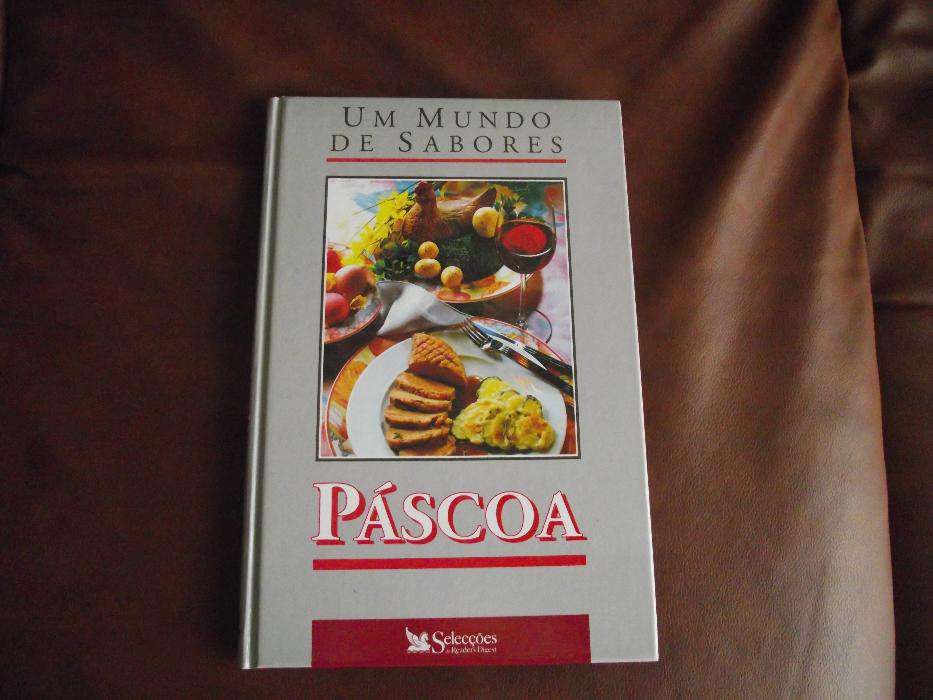 UM MUNDO
DE SABORES
PÁSCOA
Selecções
do Reader's Digest